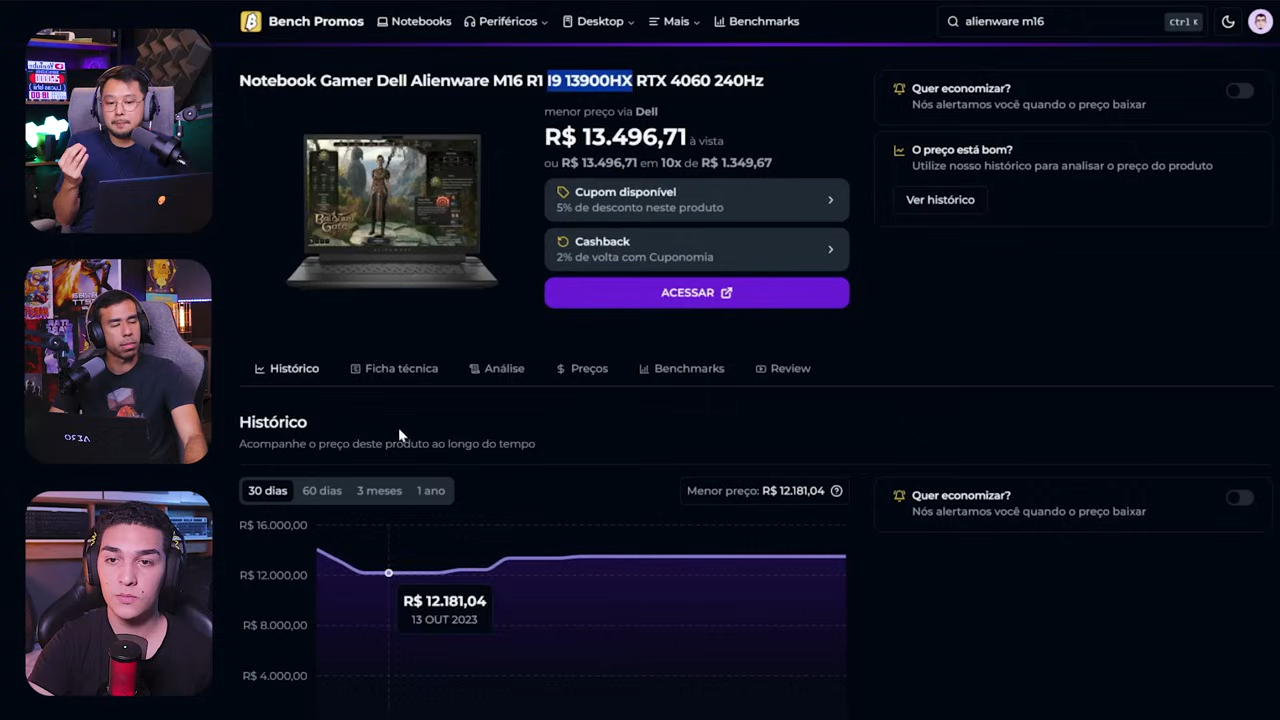 Bench Promos
Notebooks
Periféricos
Desktop
Mais
Benchmarks
alienware m16
Ctrl K
Notebook Gamer Dell Alienware M16 R1 I9 13900HX RTX 4060 240Hz
menor preço via Dell
R$ 13.496,71 à vista
ou R$ 13.496,71 em 10x de R$ 1.349,67
Cupom disponível
5% de desconto neste produto
Cashback
2% de volta com Cuponomia
ACESSAR
Quer economizar?
Nós alertamos você quando o preço baixar
O preço está bom?
Utilize nosso histórico para analisar o preço do produto
Ver histórico
Histórico
Ficha técnica
Análise
Preços
Benchmarks
Review
Histórico
Acompanhe o preço deste produto ao longo do tempo
30 dias
60 dias
3 meses
1 ano
Menor preço: R$ 12.181,04
Quer economizar?
Nós alertamos você quando o preço baixar
R$ 16.000,00
R$ 12.000,00
R$ 8.000,00
R$ 4.000,00
R$ 12.181,04
13 OUT 2023
AERO